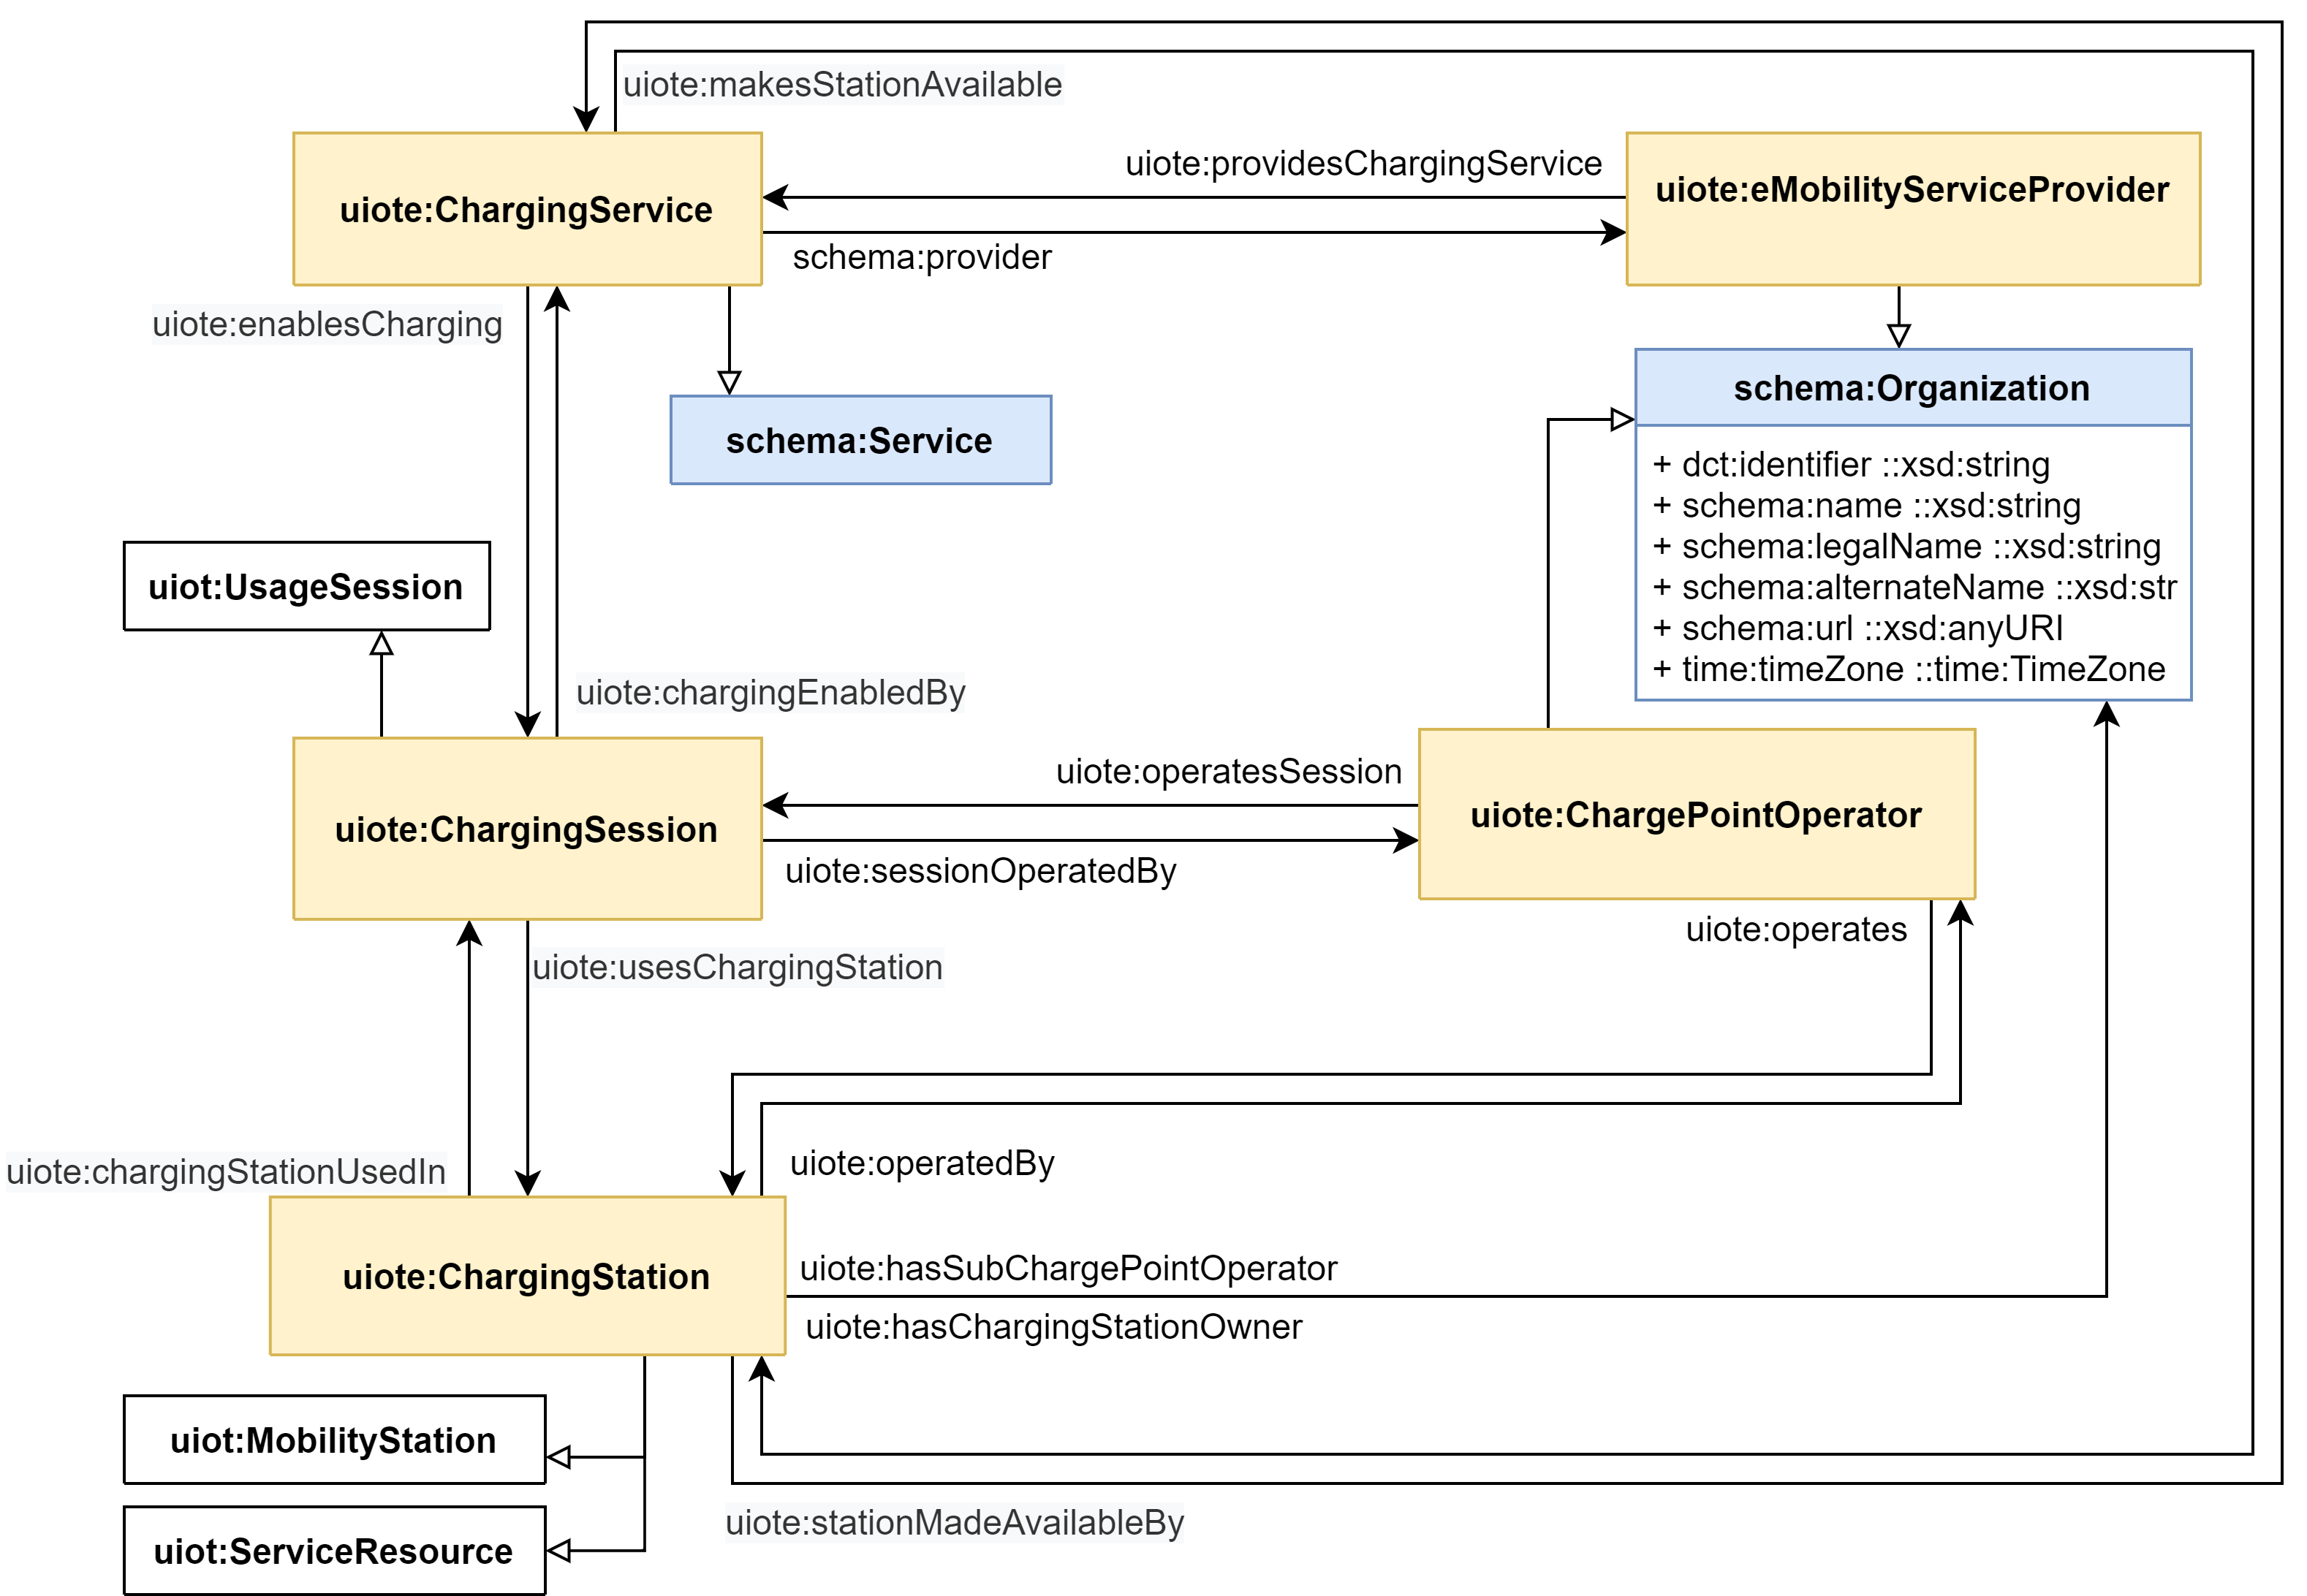 uiote:makesStationAvailable
uiote:providesChargingService
uiote:ChargingService
uiote:eMobilityServiceProvider
schema:provider
uiote:enablesCharging
schema:Organization
schema:Service
+ dct:identifier ::xsd:string
+ schema:name ::xsd:string
+ schema:legalName ::xsd:string
+ schema:alternateName ::xsd:str
+ schema:url ::xsd:anyURI
+ time:timeZone ::time:TimeZone
uiot:UsageSession
uiote:chargingEnabledBy
uiote:operatesSession
uiote:ChargingSession
uiote:ChargePointOperator
uiote:sessionOperatedBy
uiote:operates
uiote:usesChargingStation
uiote:chargingStationUsedIn
uiote:operatedBy
uiote:ChargingStation
uiote:hasSubChargePointOperator
uiote:hasChargingStationOwner
uiot:MobilityStation
uiote:stationMadeAvailableBy
uiot:ServiceResource